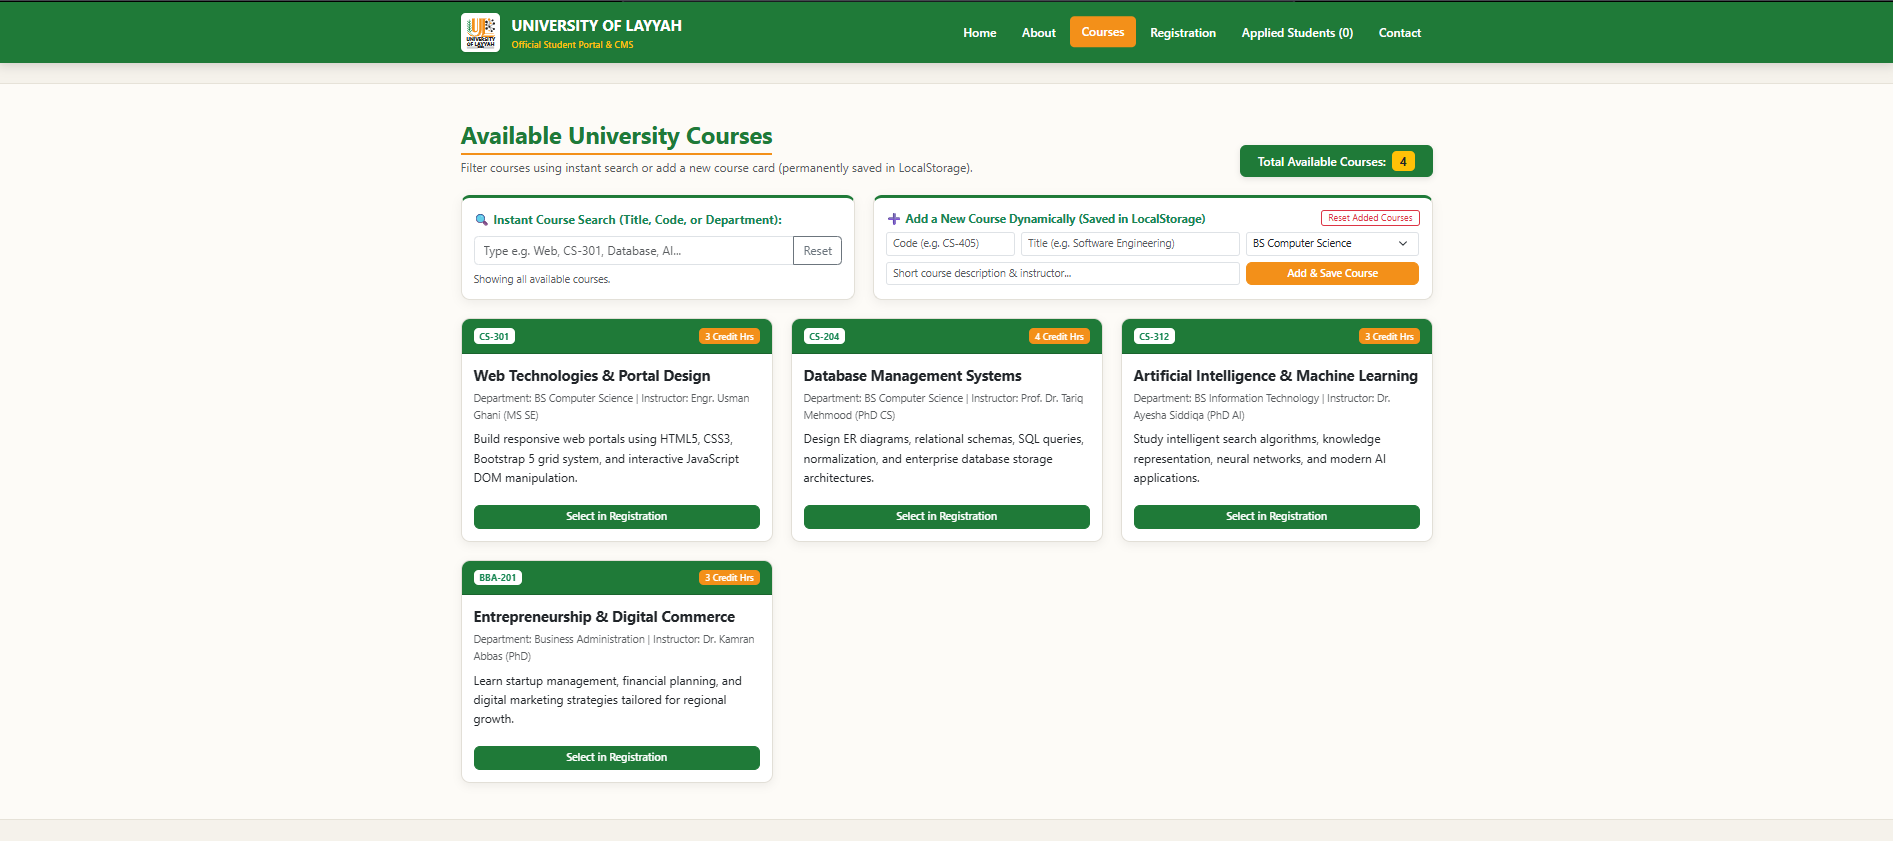 UNIVERSITY OF LAYYAH
Official Student Portal & CMS
Home About Courses Registration Applied Students (0) Contact
UNIVERSITY
OF LAYYAH
Available University Courses
Filter courses using instant search or add a new course card (permanently saved in LocalStorage).
Total Available Courses: 4
Instant Course Search (Title, Code, or Department):
Type e.g. Web, CS-301, Database, AI... Reset
Showing all available courses.
Add a New Course Dynamically (Saved in LocalStorage) Reset Added Courses
Code (e.g. CS-405) Title (e.g. Software Engineering) BS Computer Science
Short course description & instructor... Add & Save Course
CS-301 3 Credit Hrs
Web Technologies & Portal Design
Department: BS Computer Science | Instructor: Engr. Usman
Ghani (MS SE)
Build responsive web portals using HTML5, CSS3,
Bootstrap 5 grid system, and interactive JavaScript
DOM manipulation.
Select in Registration
CS-204 4 Credit Hrs
Database Management Systems
Department: BS Computer Science | Instructor: Prof. Dr. Tariq
Mehmood (PhD CS)
Design ER diagrams, relational schemas, SQL queries,
normalization, and enterprise database storage
architectures.
Select in Registration
CS-312 3 Credit Hrs
Artificial Intelligence & Machine Learning
Department: BS Information Technology | Instructor: Dr.
Ayesha Siddiqa (PhD AI)
Study intelligent search algorithms, knowledge
representation, neural networks, and modern AI
applications.
Select in Registration
BBA-201 3 Credit Hrs
Entrepreneurship & Digital Commerce
Department: Business Administration | Instructor: Dr. Kamran
Abbas (PhD)
Learn startup management, financial planning, and
digital marketing strategies tailored for regional
growth.
Select in Registration